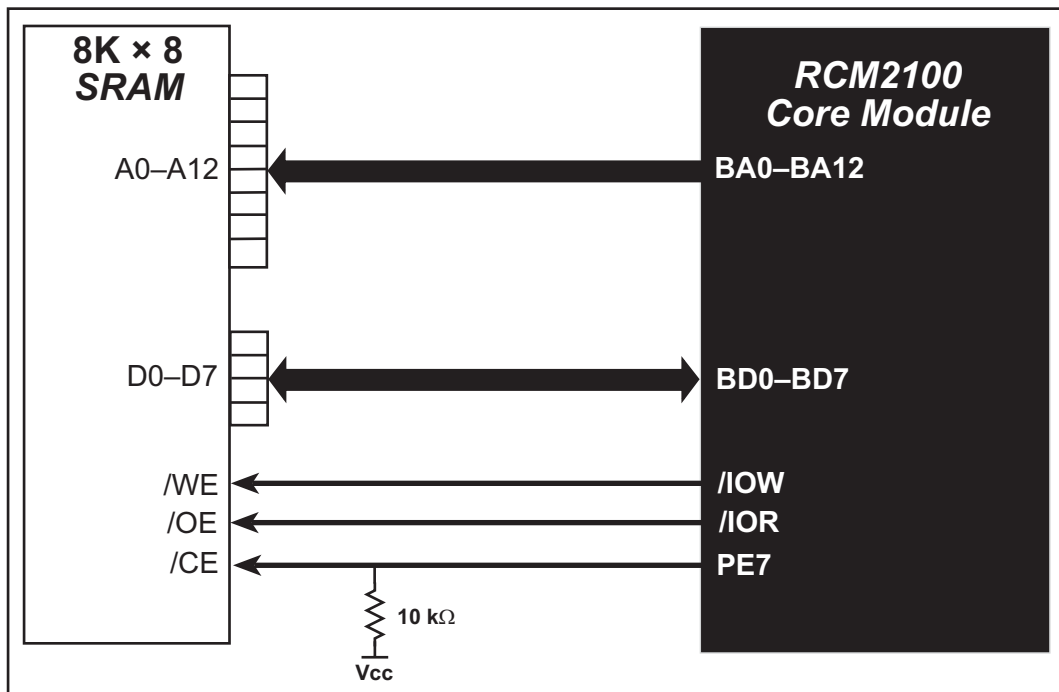 8K × 8
SRAM
RCM2100
Core Module
A0–A12
BA0–BA12
D0–D7
BD0–BD7
/WE
/IOW
/OE
/IOR
/CE
PE7
10 kΩ
Vcc